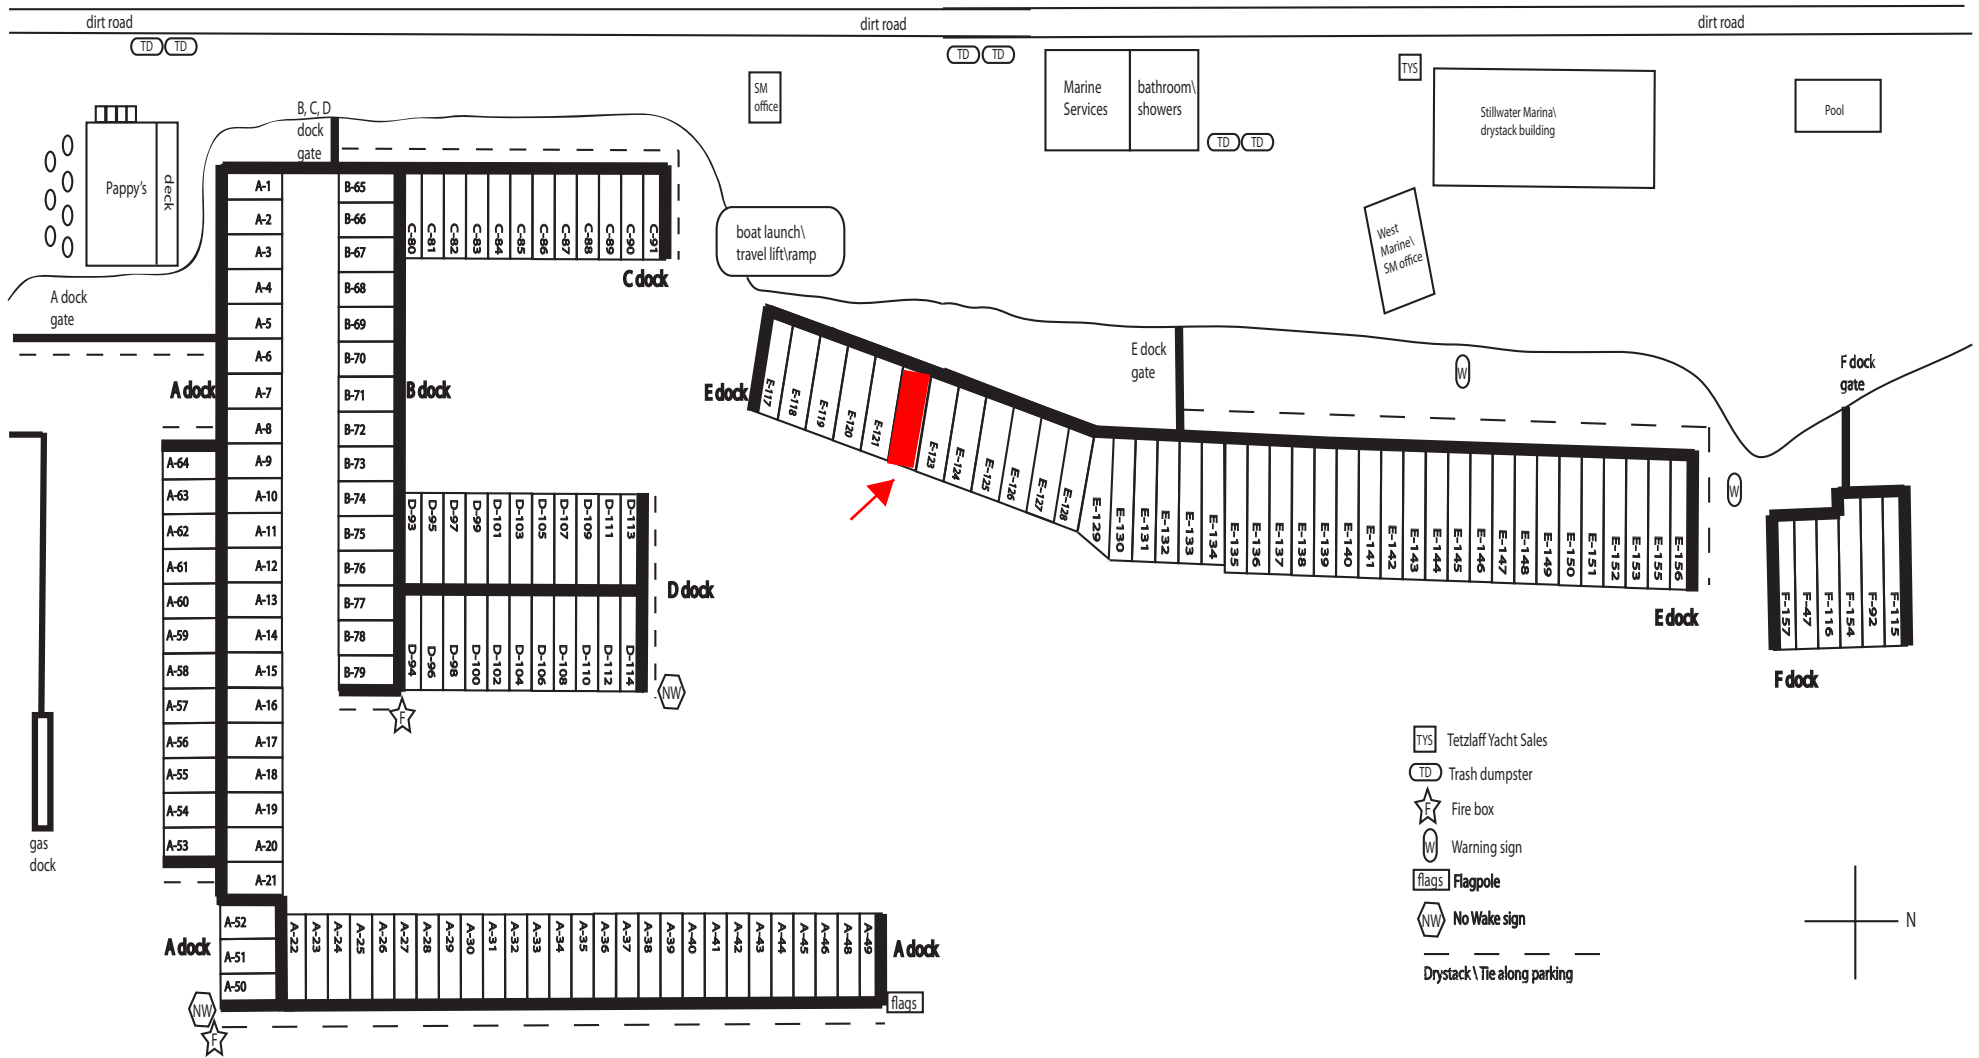 dirt road
dirt road
dirt road
TD
TD
TD
TD
TYS
SM
office
Marine
Services
bathroom\
showers
TD
TD
Stillwater Marina\
drystack building
Pool
B, C, D
dock
gate
Pappy's
deck
A dock
gate
boat launch\
travel lift\ramp
West
Marine\
SM office
A-1
A-2
A-3
A-4
A-5
A-6
A-7
A-8
A-9
A-10
A-11
A-12
A-13
A-14
A-15
A-16
A-17
A-18
A-19
A-20
A-21
B-65
B-66
B-67
B-68
B-69
B-70
B-71
B-72
B-73
B-74
B-75
B-76
B-77
B-78
B-79
C-80
C-81
C-82
C-83
C-84
C-85
C-86
C-87
C-88
C-89
C-90
C-91
C dock
A dock
B dock
A-64
A-63
A-62
A-61
A-60
A-59
A-58
A-57
A-56
A-55
A-54
A-53
D-93
D-95
D-97
D-99
D-101
D-103
D-105
D-107
D-109
D-111
D-113
D dock
D-94
D-96
D-98
D-100
D-102
D-104
D-106
D-108
D-110
D-112
D-114
NW
F
E dock
E-117
E-118
E-119
E-120
E-121
E-123
E-124
E-125
E-126
E-127
E-128
E-129
E-130
E-131
E-132
E-133
E-134
E-135
E-136
E-137
E-138
E-139
E-140
E-141
E-142
E-143
E-144
E-145
E-146
E-147
E-148
E-149
E-150
E-151
E-152
E-153
E-155
E-156
E dock
E dock
gate
W
W
F dock
gate
F-157
F-47
F-116
F-154
F-92
F-115
F dock
gas
dock
A-52
A-51
A-50
A dock
A-22
A-23
A-24
A-25
A-26
A-27
A-28
A-29
A-30
A-31
A-32
A-33
A-34
A-35
A-36
A-37
A-38
A-39
A-40
A-41
A-42
A-43
A-44
A-45
A-46
A-48
A-49
A dock
flags
NW
F
TYS Tetzlaff Yacht Sales
TD Trash dumpster
F Fire box
W Warning sign
flags Flagpole
NW No Wake sign
Drystack \ Tie along parking
N